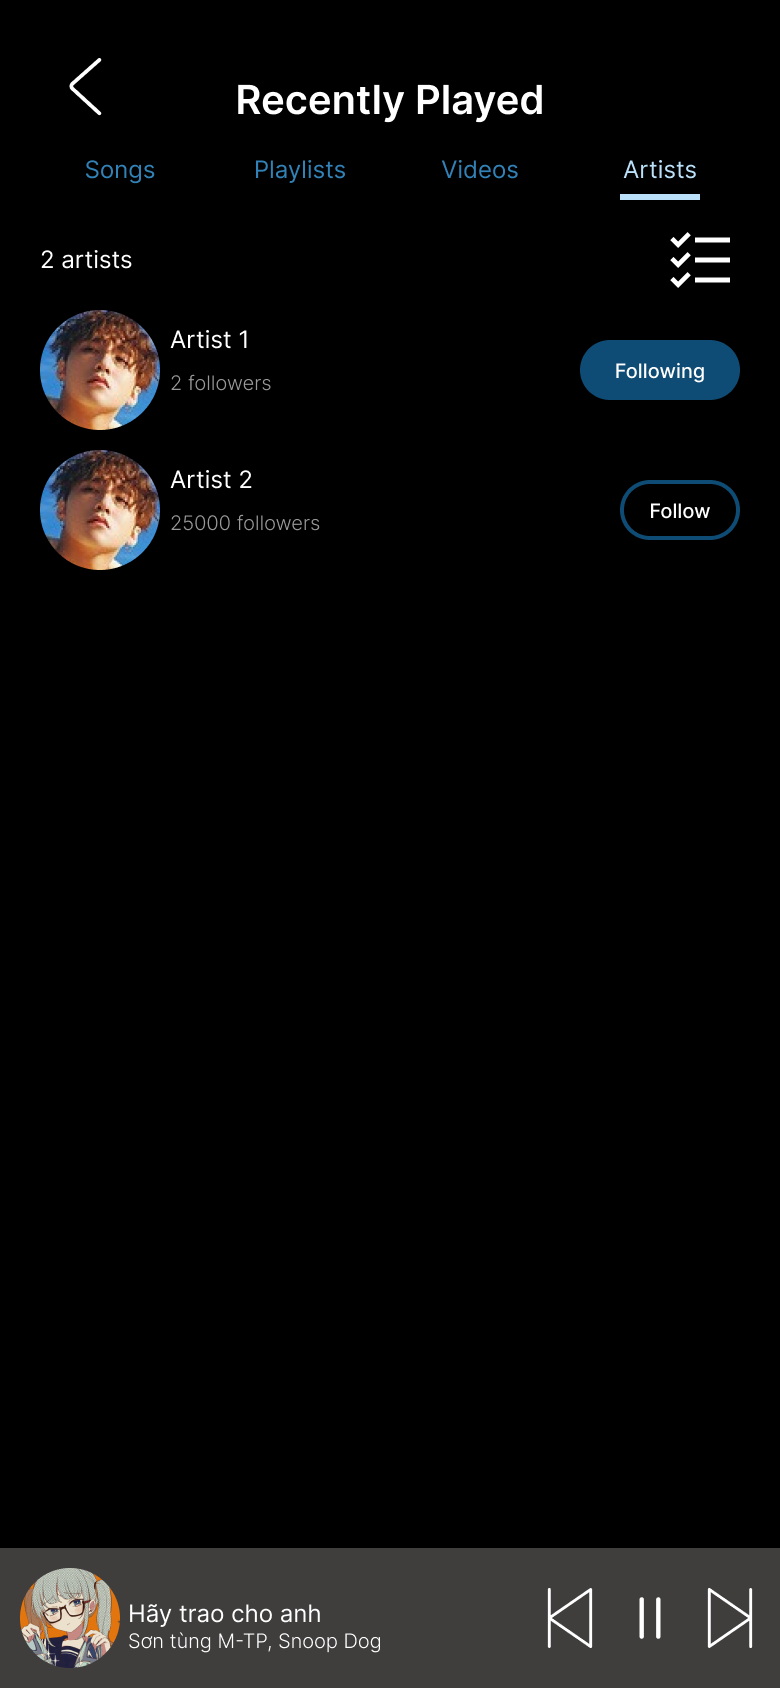 Recently Played
Songs Playlists Videos Artists
2 artists
Artist 1
2 followers
Following
Artist 2
25000 followers
Follow
Hãy trao cho anh
Sơn tùng M-TP, Snoop Dog